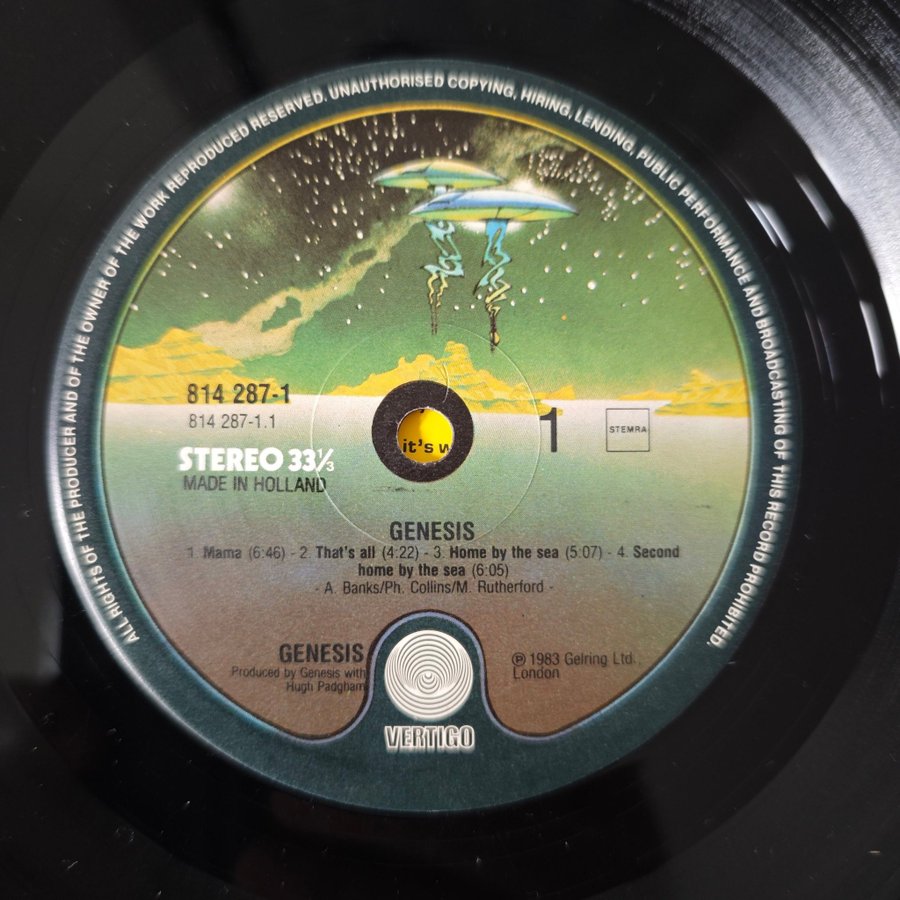 ALL RIGHTS OF THE PRODUCER AND OF THE OWNER OF THE WORK REPRODUCED RESERVED. UNAUTHORISED COPYING, HIRING, LENDING, PUBLIC PERFORMANCE AND BROADCASTING OF THIS RECORD PROHIBITED.
814 287-1
814 287-1.1
STEREO 33⅓
MADE IN HOLLAND
it's w
1
STEMRA
GENESIS
1. Mama (6:46) - 2. That's all (4:22) - 3. Home by the sea (5:07) - 4. Second
home by the sea (6:05)
- A. Banks/Ph. Collins/M. Rutherford -
GENESIS
Produced by Genesis with
Hugh Padgham
℗ 1983 Gelring Ltd.,
London
VERTIGO